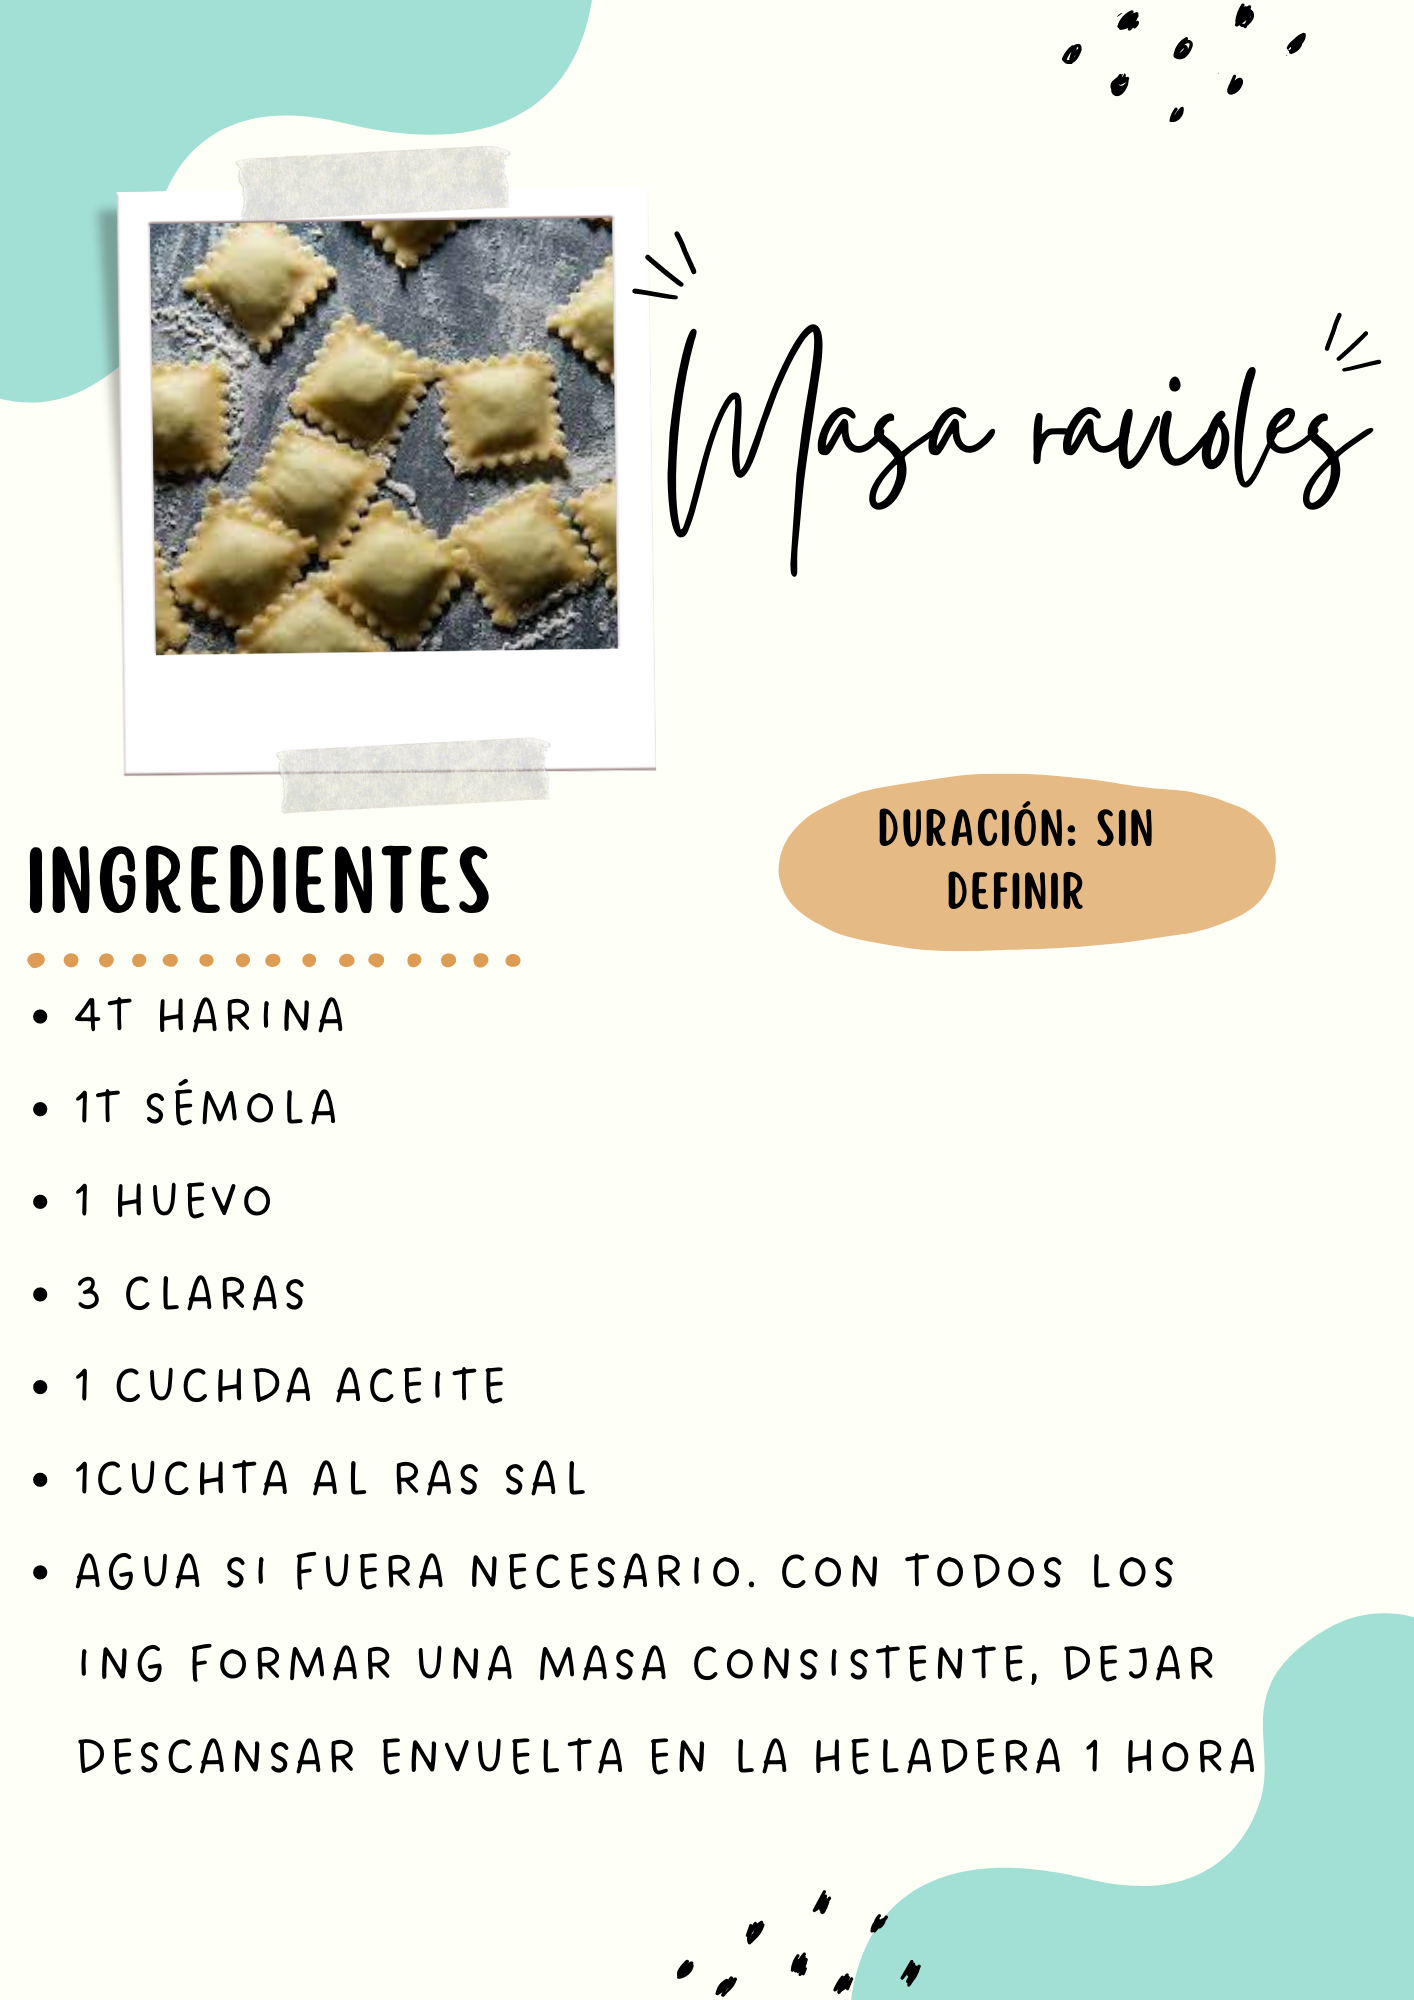 Masa ravioles
DURACIÓN: SIN
DEFINIR
INGREDIENTES
• 4T HARINA
• 1T SÉMOLA
• 1 HUEVO
• 3 CLARAS
• 1 CUCHDA ACEITE
• 1CUCHTA AL RAS SAL
• AGUA SI FUERA NECESARIO. CON TODOS LOS
ING FORMAR UNA MASA CONSISTENTE, DEJAR
DESCANSAR ENVUELTA EN LA HELADERA 1 HORA